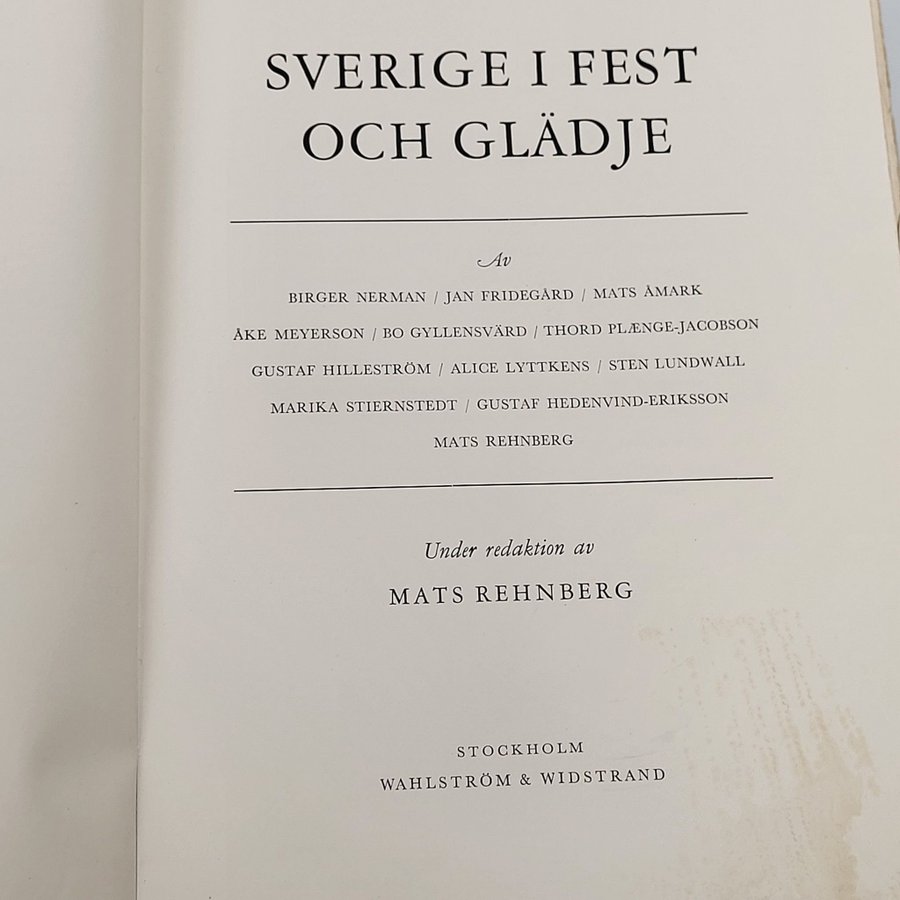 SVERIGE I FEST
OCH GLÄDJE
Av
BIRGER NERMAN / JAN FRIDEGÅRD / MATS ÅMARK
ÅKE MEYERSON / BO GYLLENSVÄRD / THORD PLÆNGE-JACOBSON
GUSTAF HILLESTRÖM / ALICE LYTTKENS / STEN LUNDWALL
MARIKA STIERNSTEDT / GUSTAF HEDENVIND-ERIKSSON
MATS REHNBERG
Under redaktion av
MATS REHNBERG
STOCKHOLM
WAHLSTRÖM & WIDSTRAND